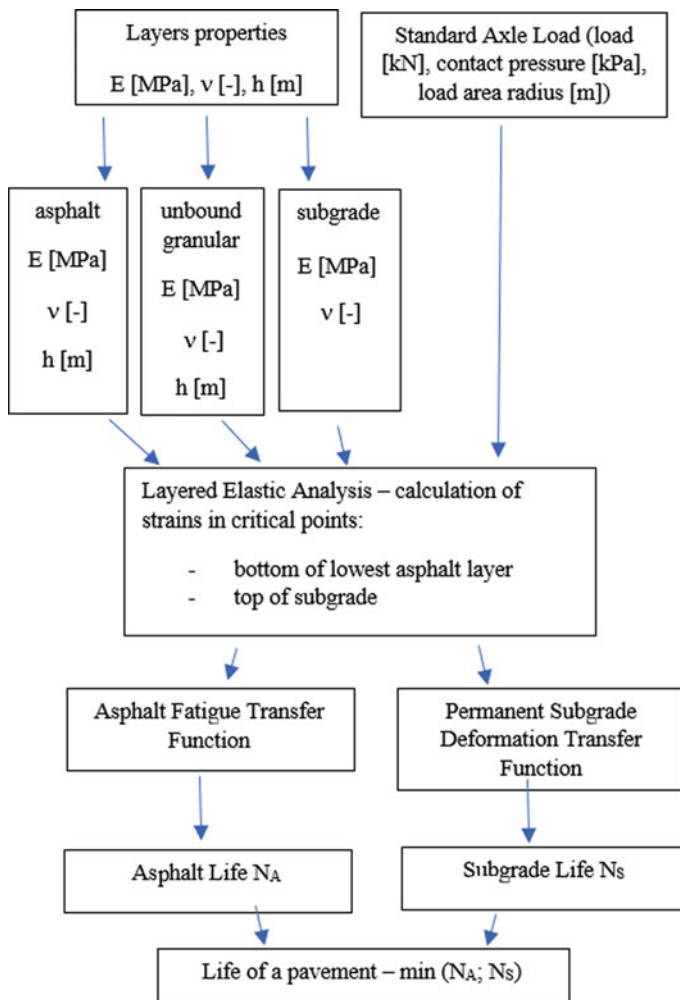 Layers properties
E [MPa], ν [-], h [m]
Standard Axle Load (load
[kN], contact pressure [kPa],
load area radius [m])
asphalt
E [MPa]
ν [-]
h [m]
unbound
granular
E [MPa]
ν [-]
h [m]
subgrade
E [MPa]
ν [-]
Layered Elastic Analysis – calculation of
strains in critical points:
- bottom of lowest asphalt layer
- top of subgrade
Asphalt Fatigue Transfer
Function
Permanent Subgrade
Deformation Transfer
Function
Asphalt Life NA
Subgrade Life NS
Life of a pavement – min (NA; NS)